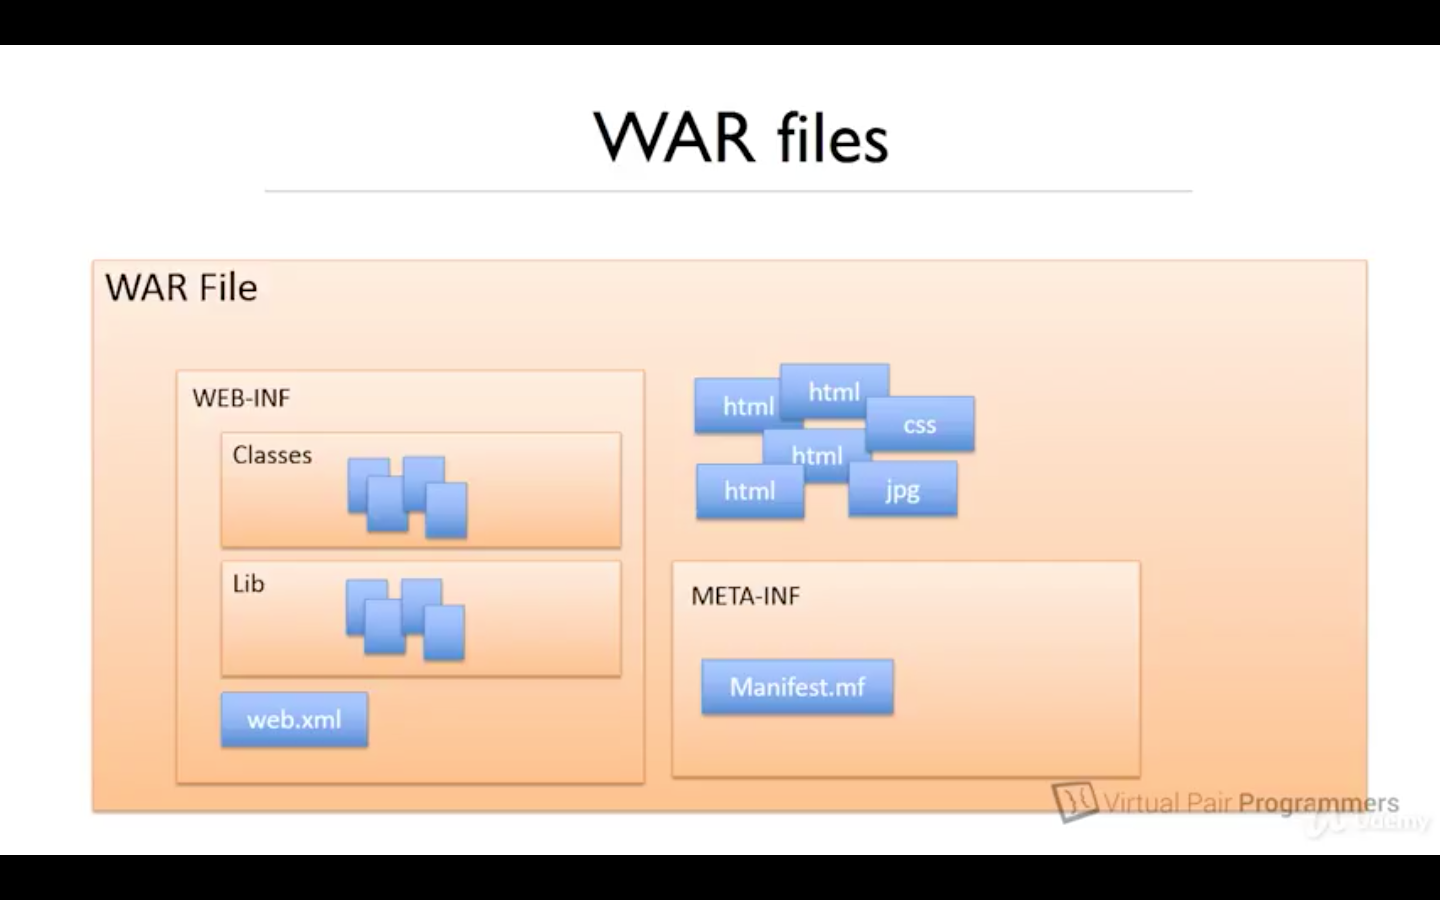 WAR files
WAR File
WEB-INF
Classes
Lib
web.xml
html
html
css
html
html
jpg
META-INF
Manifest.mf
Virtual Pair Programmers
Udemy